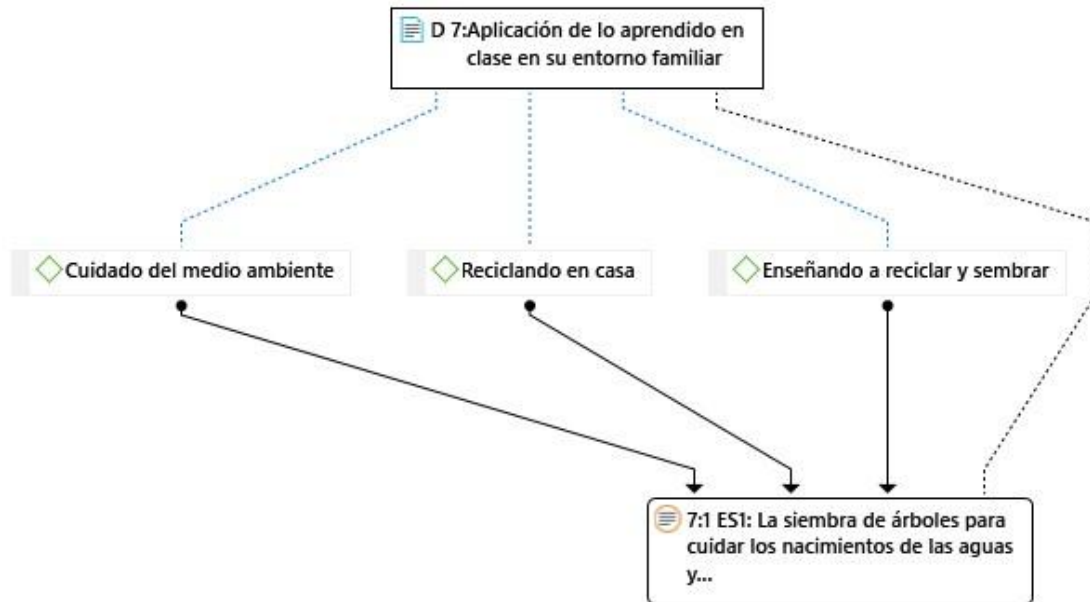 D 7:Aplicación de lo aprendido en
clase en su entorno familiar
Cuidado del medio ambiente
Reciclando en casa
Enseñando a reciclar y sembrar
7:1 ES1: La siembra de árboles para
cuidar los nacimientos de las aguas
y...